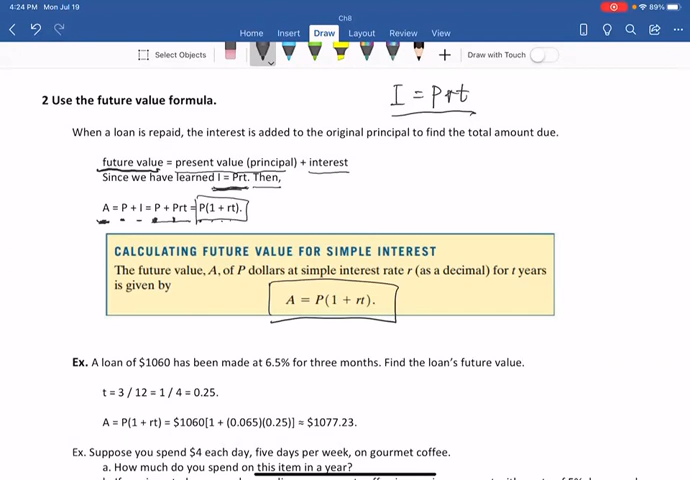 4:24 PM Mon Jul 19
89%
Ch8
Home Insert Draw Layout Review View
Select Objects
Draw with Touch
2 Use the future value formula.
I = Prt
When a loan is repaid, the interest is added to the original principal to find the total amount due.
future value = present value (principal) + interest
Since we have learned I = Prt. Then,
A = P + I = P + Prt = P(1 + rt).
CALCULATING FUTURE VALUE FOR SIMPLE INTEREST
The future value, A, of P dollars at simple interest rate r (as a decimal) for t years
is given by
A = P(1 + rt).
Ex. A loan of $1060 has been made at 6.5% for three months. Find the loan's future value.
t = 3 / 12 = 1 / 4 = 0.25.
A = P(1 + rt) = $1060[1 + (0.065)(0.25)] ≈ $1077.23.
Ex. Suppose you spend $4 each day, five days per week, on gourmet coffee.
a. How much do you spend on this item in a year?